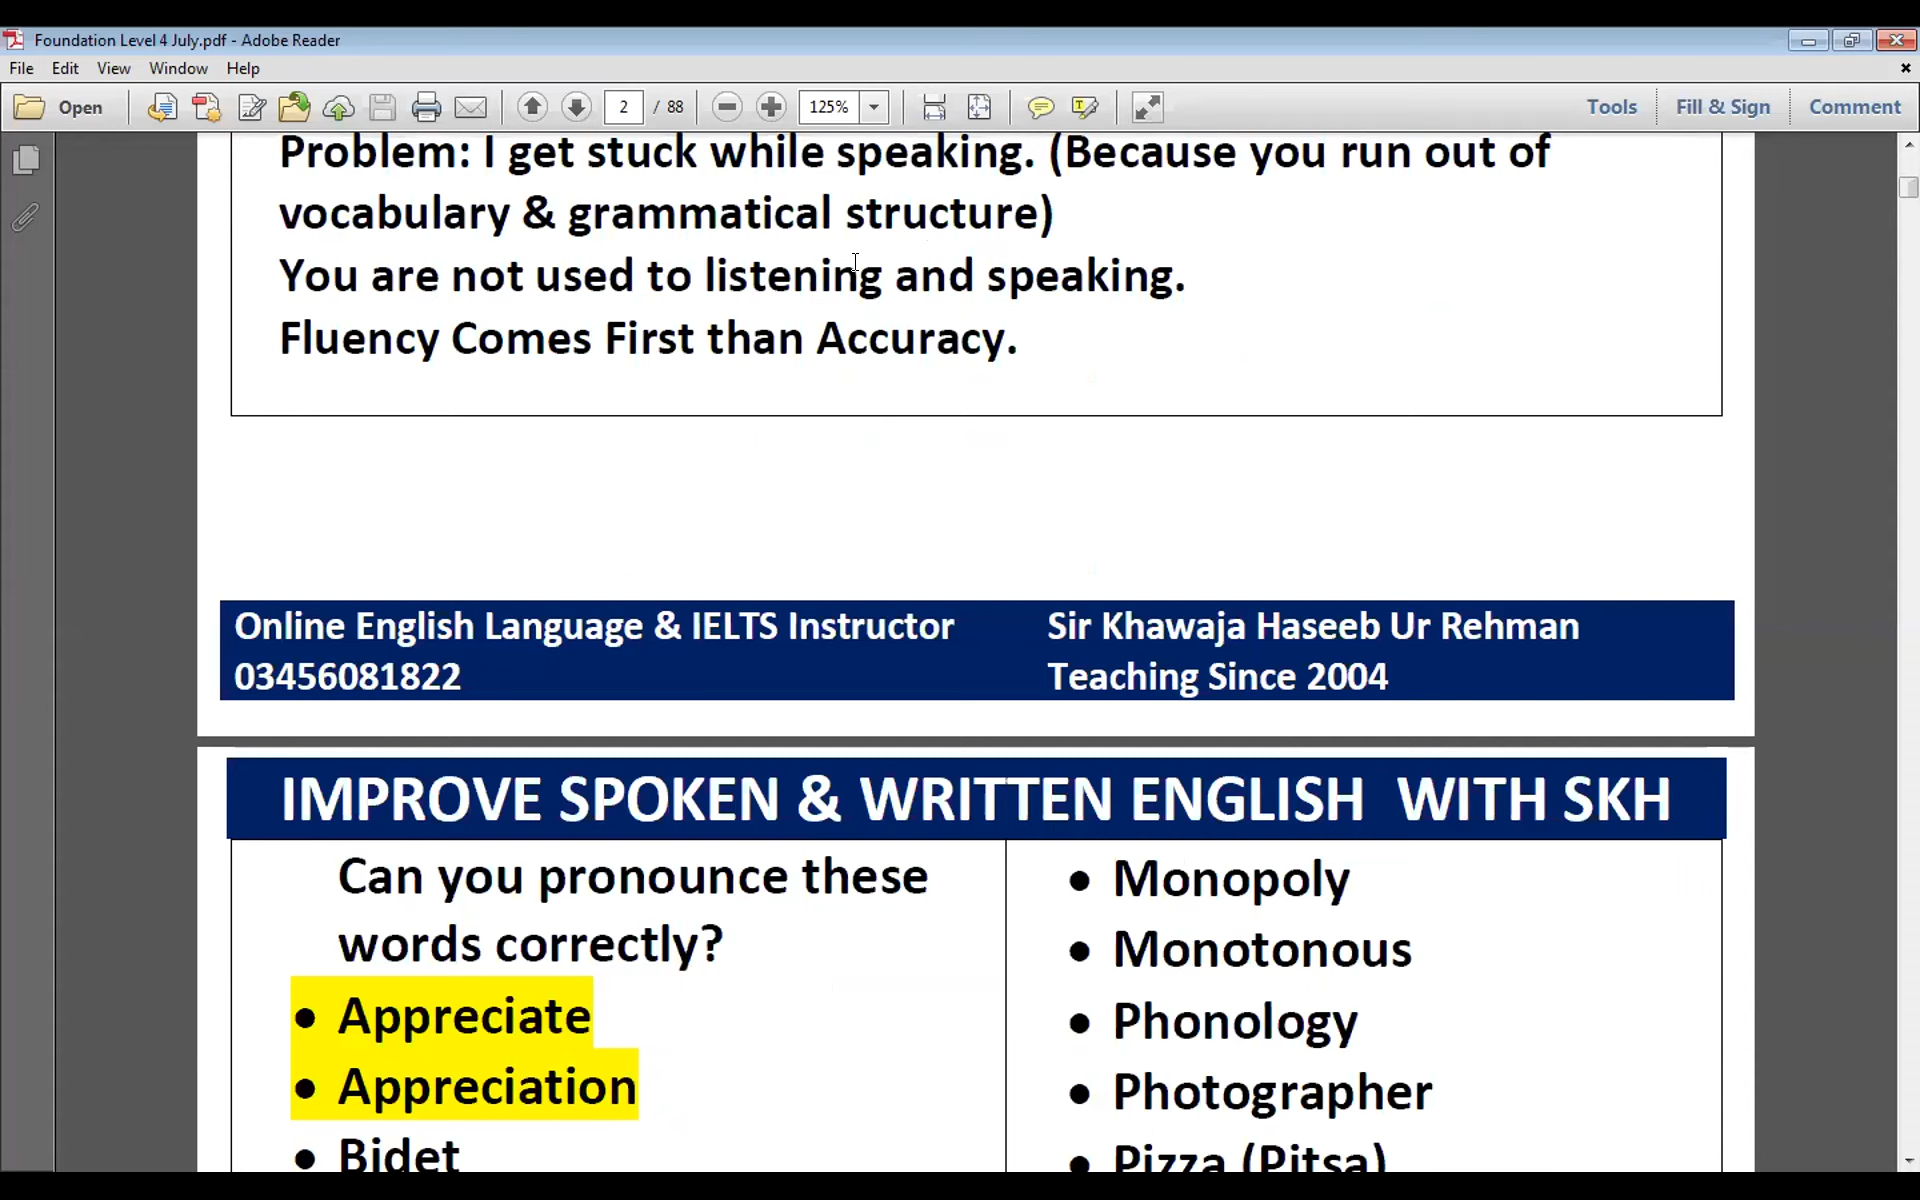 Foundation Level 4 July.pdf - Adobe Reader
File Edit View Window Help
Open 2 / 88 125% Tools Fill & Sign Comment
Problem: I get stuck while speaking. (Because you run out of
vocabulary & grammatical structure)
You are not used to listening and speaking.
Fluency Comes First than Accuracy.
Online English Language & IELTS Instructor
03456081822
Sir Khawaja Haseeb Ur Rehman
Teaching Since 2004
IMPROVE SPOKEN & WRITTEN ENGLISH WITH SKH
Can you pronounce these
words correctly?
• Appreciate
• Appreciation
• Bidet
• Monopoly
• Monotonous
• Phonology
• Photographer
• Pizza (Pitsa)